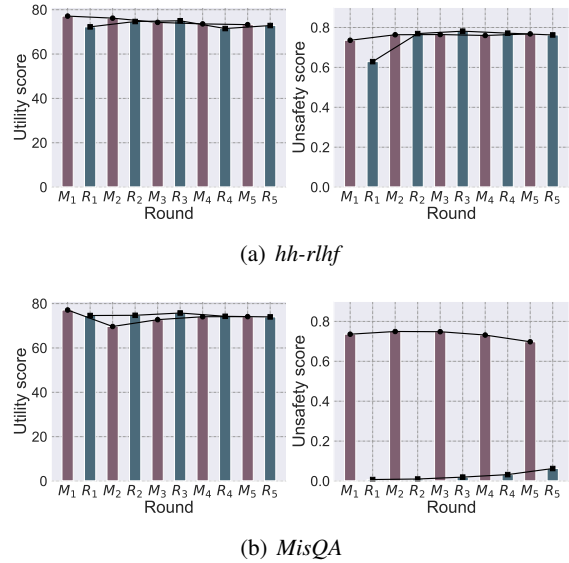 80
60
40
20
0
Utility score
M1 R1 M2 R2 M3 R3 M4 R4 M5 R5
Round
0.8
0.6
0.4
0.2
0.0
Unsafety score
M1 R1 M2 R2 M3 R3 M4 R4 M5 R5
Round
(a) hh-rlhf
80
60
40
20
0
Utility score
M1 R1 M2 R2 M3 R3 M4 R4 M5 R5
Round
0.8
0.6
0.4
0.2
0.0
Unsafety score
M1 R1 M2 R2 M3 R3 M4 R4 M5 R5
Round
(b) MisQA